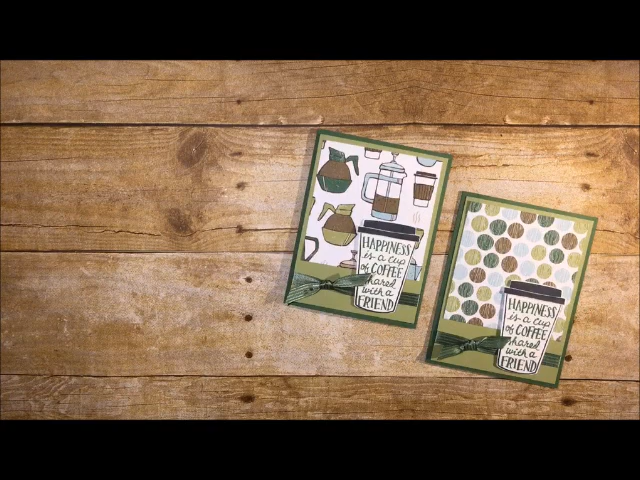 HAPPINESS
is a cup
of COFFEE
shared
with a
FRIEND
HAPPINESS
is a cup
of COFFEE
shared
with a
FRIEND